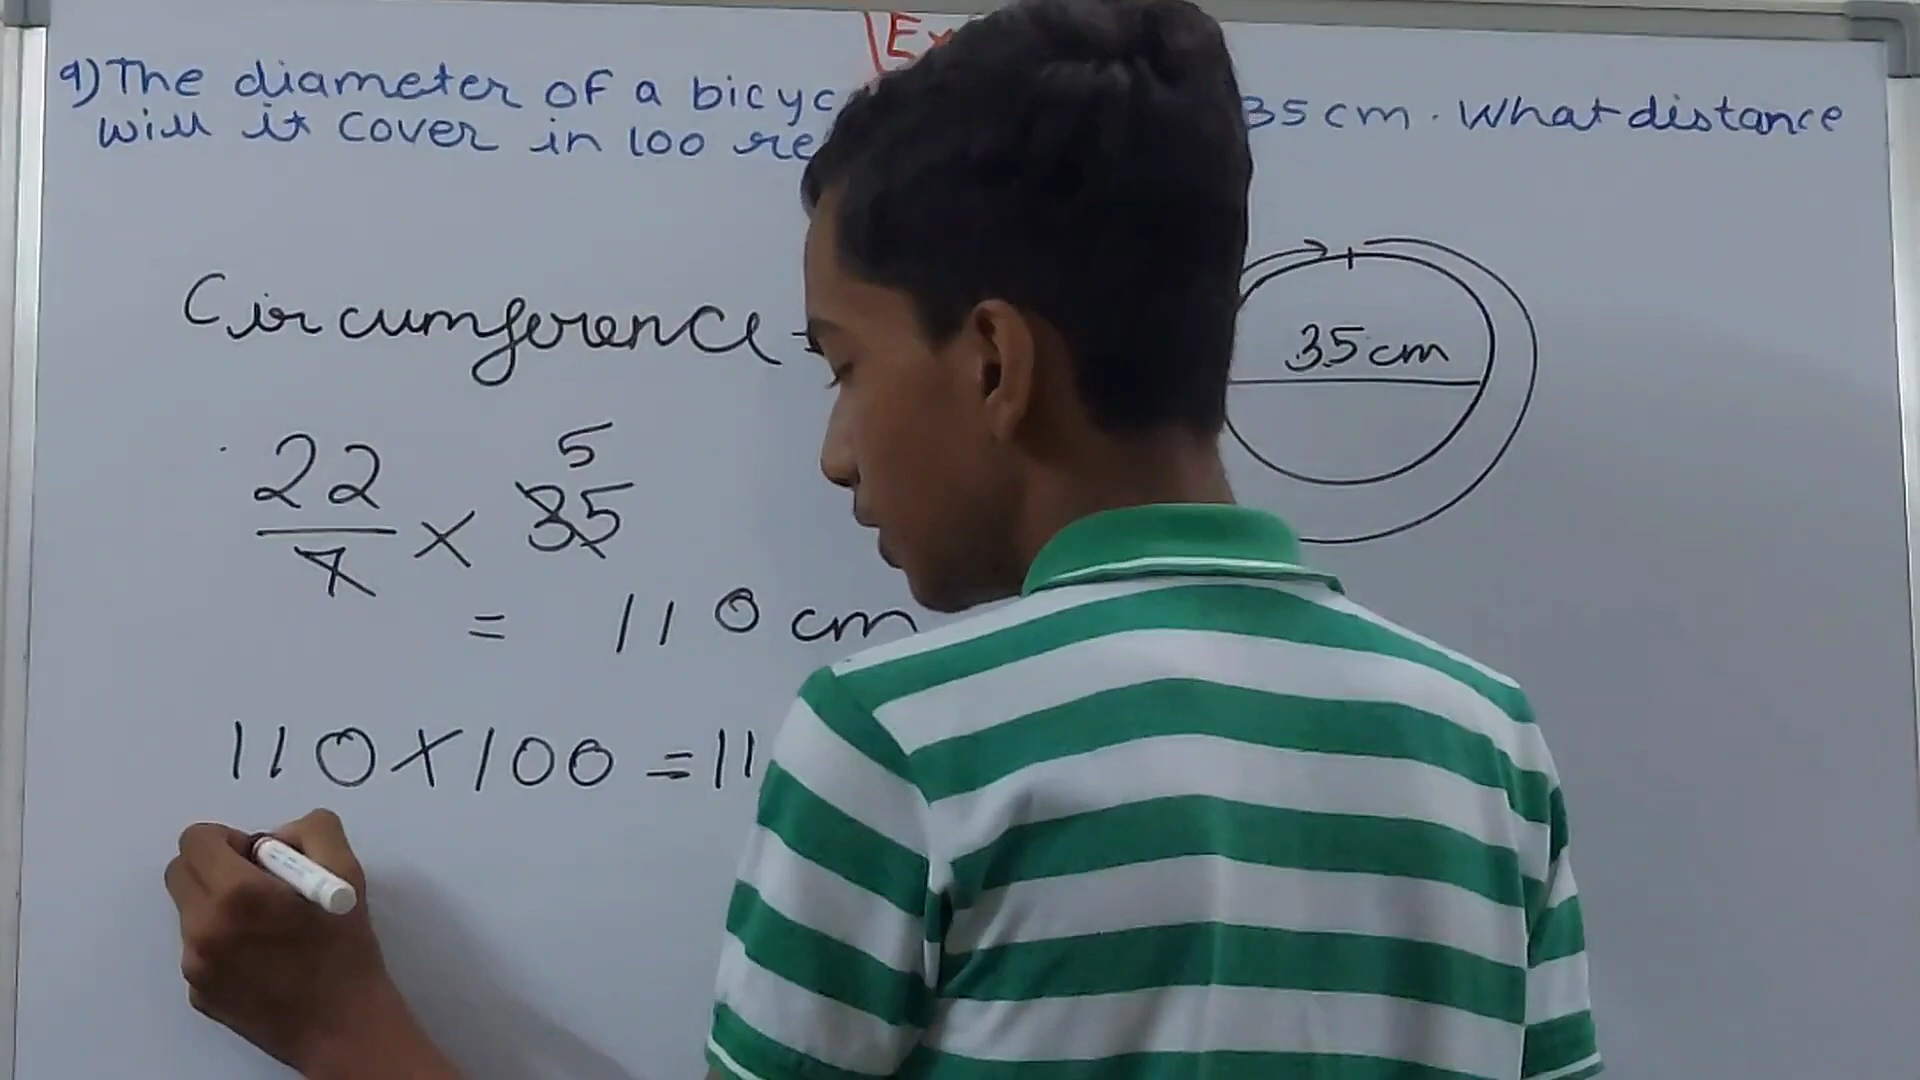 Ex
9) The diameter of a bicyc 35 cm. What distance
will it cover in 100 re
Circumference
35 cm
22/7 × 35
5
= 110 cm
110 × 100 = 11